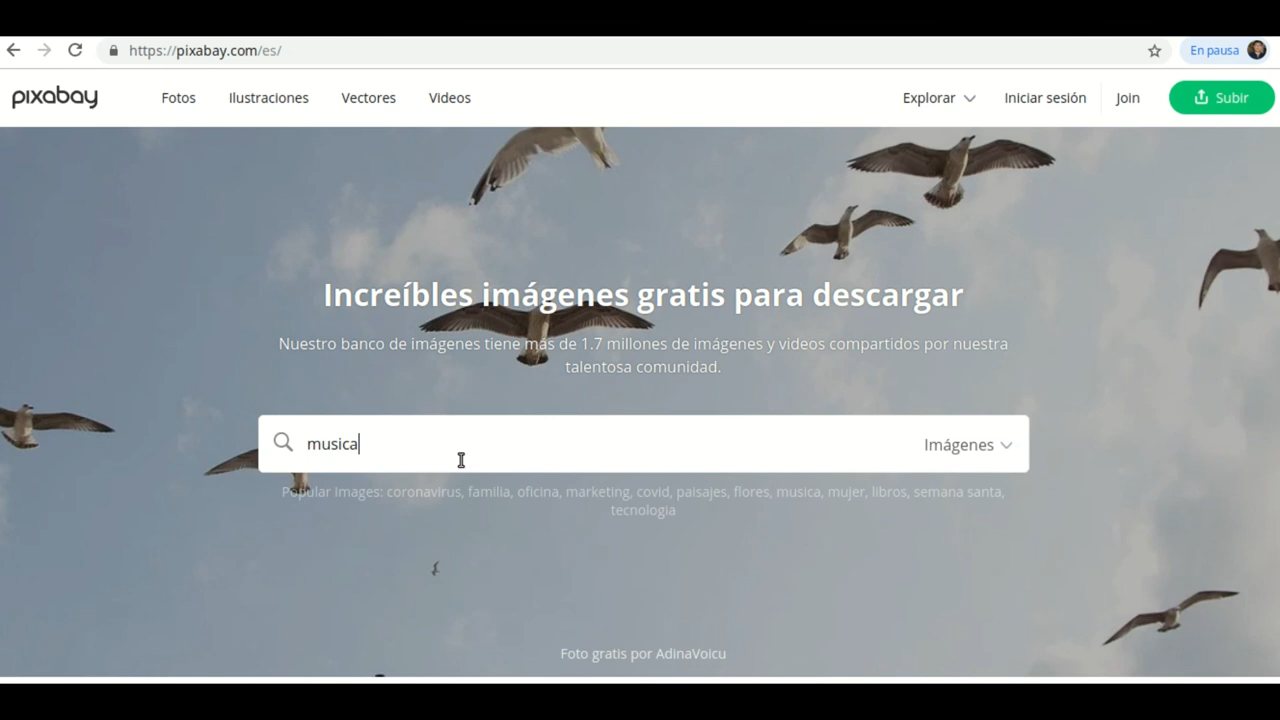 https://pixabay.com/es/
En pausa
pixabay
Fotos
Ilustraciones
Vectores
Videos
Explorar
Iniciar sesión
Join
Subir
Increíbles imágenes gratis para descargar
Nuestro banco de imágenes tiene más de 1.7 millones de imágenes y videos compartidos por nuestra
talentosa comunidad.
musica
Imágenes
Popular images: coronavirus, familia, oficina, marketing, covid, paisajes, flores, musica, mujer, libros, semana santa,
tecnologia
Foto gratis por AdinaVoicu